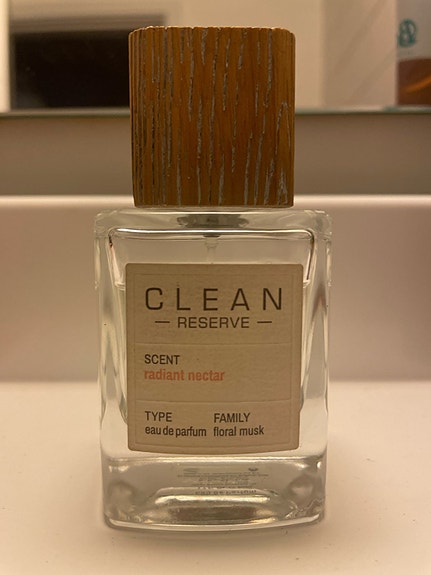 CLEAN
— RESERVE —
SCENT
radiant nectar
TYPE FAMILY
eau de parfum floral musk